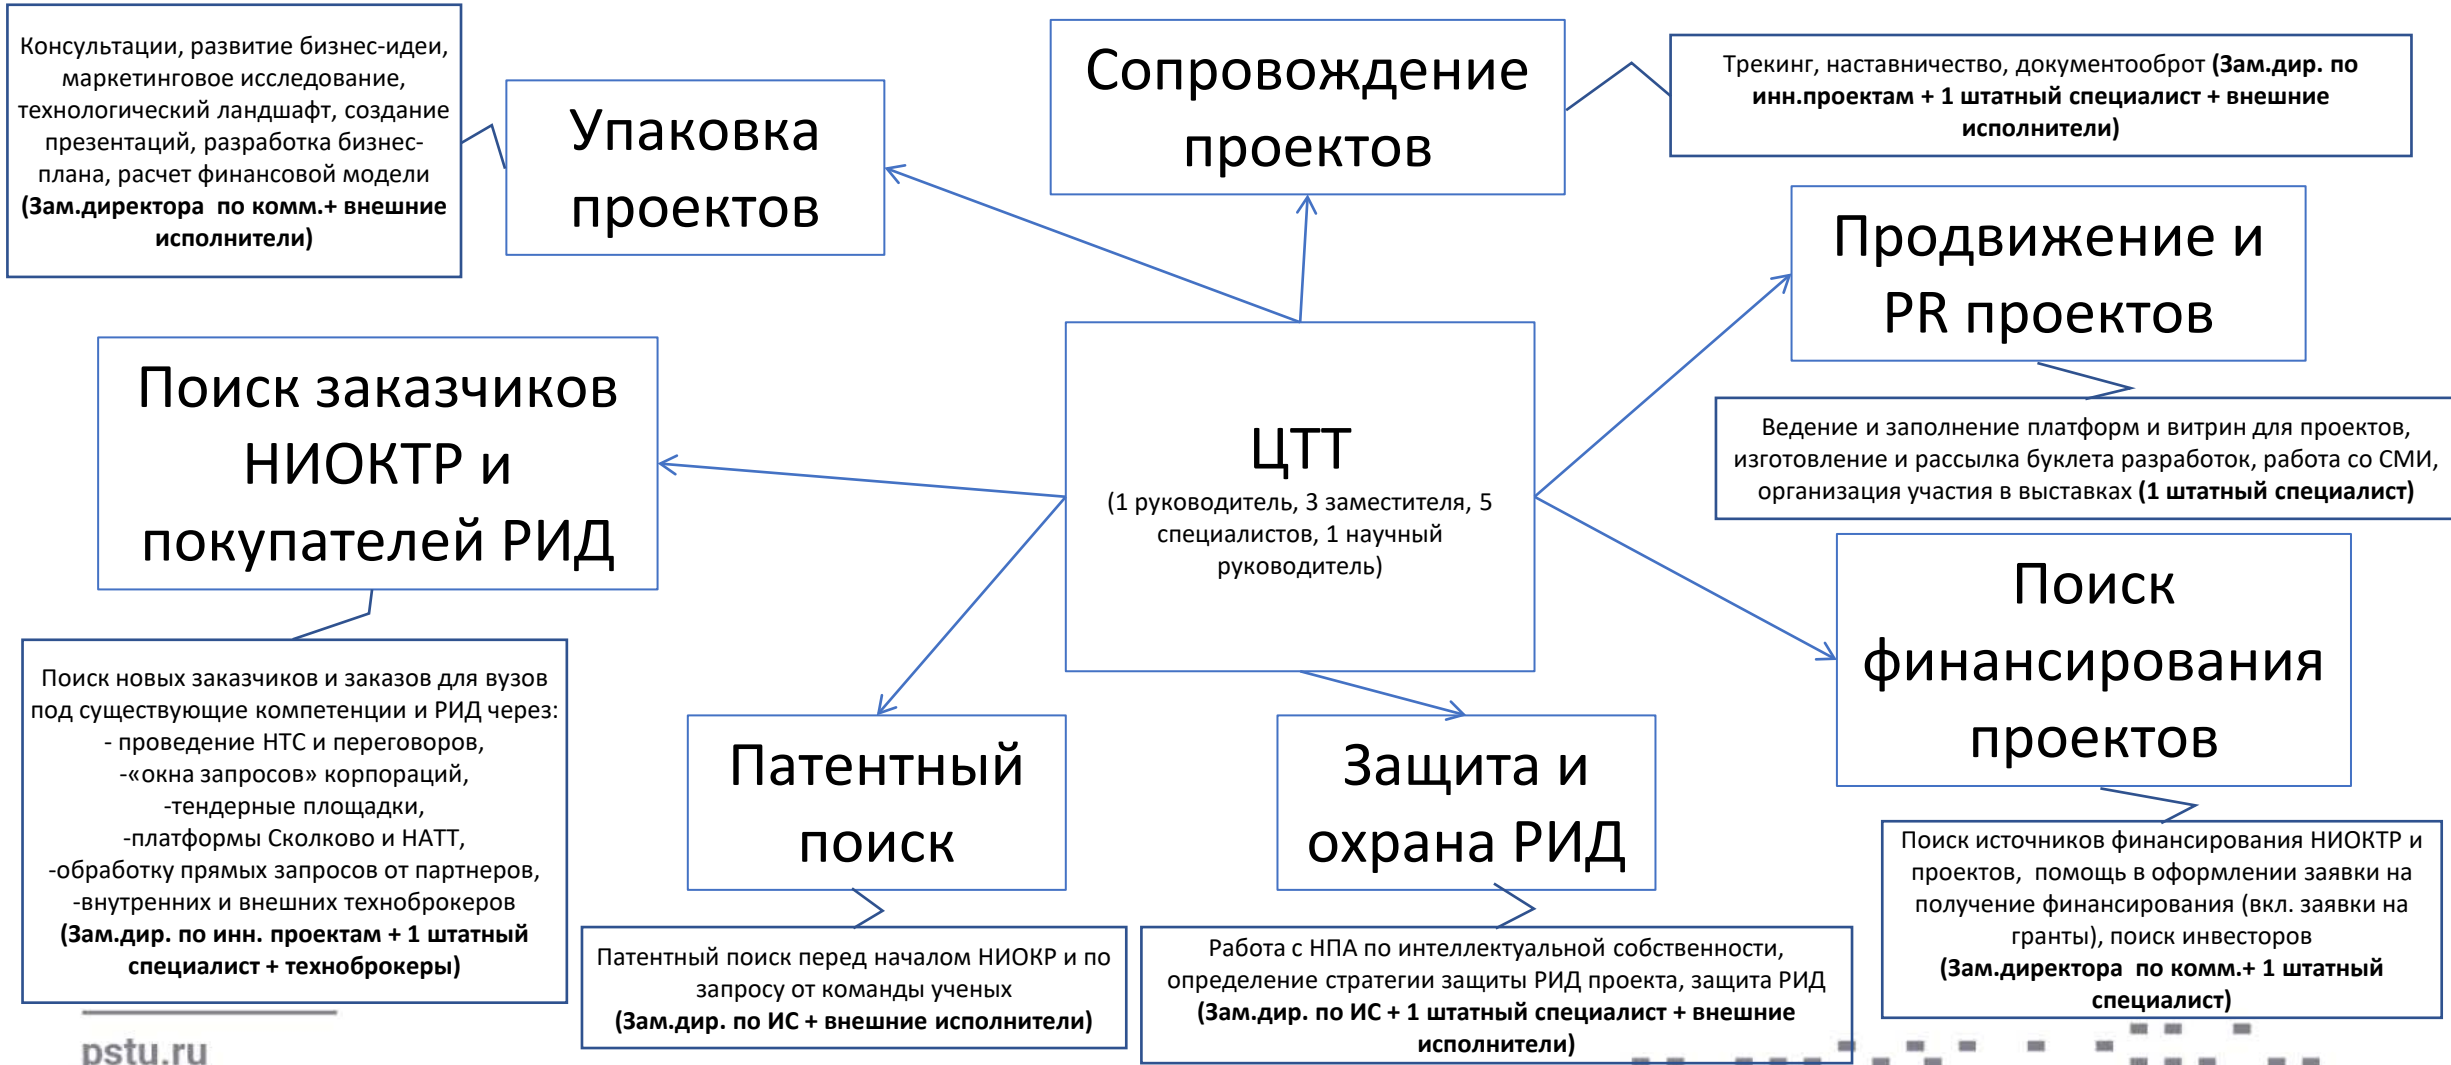 Консультации, развитие бизнес-идеи,
маркетинговое исследование,
технологический ландшафт, создание
презентаций, разработка бизнес-
плана, расчет финансовой модели
(Зам.директора по комм.+ внешние
исполнители)
Упаковка
проектов
Сопровождение
проектов
Трекинг, наставничество, документооброт (Зам.дир. по
инн.проектам + 1 штатный специалист + внешние
исполнители)
Продвижение и
PR проектов
Ведение и заполнение платформ и витрин для проектов,
изготовление и рассылка буклета разработок, работа со СМИ,
организация участия в выставках (1 штатный специалист)
Поиск заказчиков
НИОКТР и
покупателей РИД
ЦТТ
(1 руководитель, 3 заместителя, 5
специалистов, 1 научный
руководитель)
Поиск
финансирования
проектов
Поиск новых заказчиков и заказов для вузов
под существующие компетенции и РИД через:
- проведение НТС и переговоров,
-«окна запросов» корпораций,
-тендерные площадки,
-платформы Сколково и НАТТ,
-обработку прямых запросов от партнеров,
-внутренних и внешних техноброкеров
(Зам.дир. по инн. проектам + 1 штатный
специалист + техноброкеры)
Патентный
поиск
Защита и
охрана РИД
Поиск источников финансирования НИОКТР и
проектов, помощь в оформлении заявки на
получение финансирования (вкл. заявки на
гранты), поиск инвесторов
(Зам.директора по комм.+ 1 штатный
специалист)
Патентный поиск перед началом НИОКР и по
запросу от команды ученых
(Зам.дир. по ИС + внешние исполнители)
Работа с НПА по интеллектуальной собственности,
определение стратегии защиты РИД проекта, защита РИД
(Зам.дир. по ИС + 1 штатный специалист + внешние
исполнители)
pstu.ru